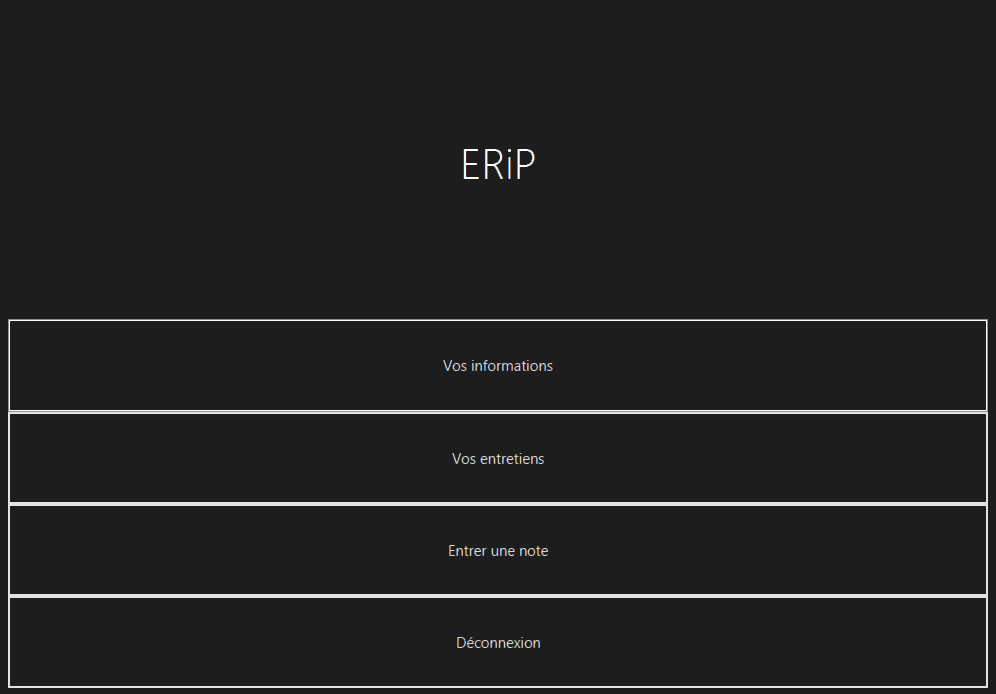 ERiP
Vos informations
Vos entretiens
Entrer une note
Déconnexion